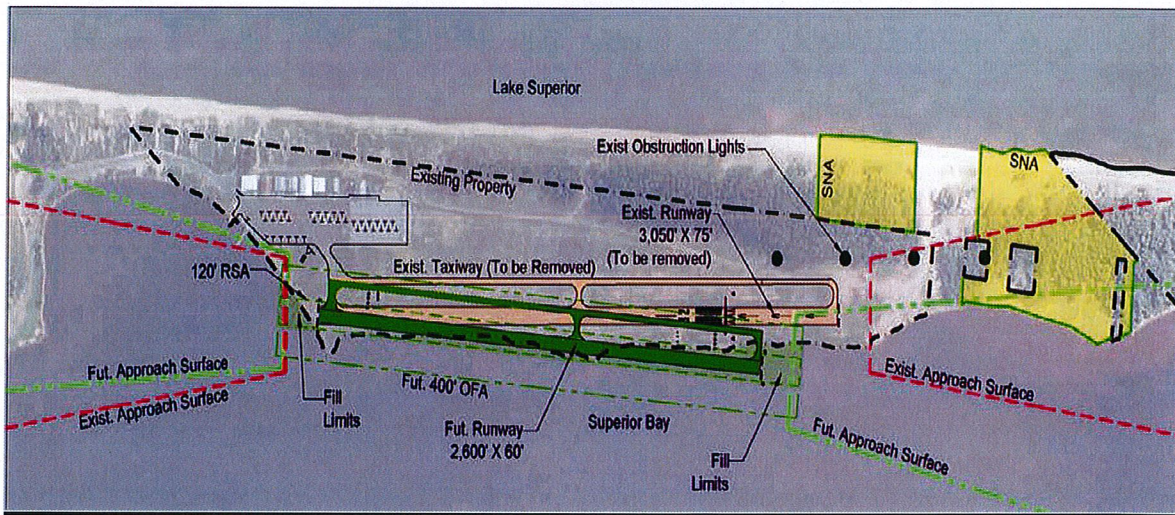 Lake Superior
Exist Obstruction Lights
SNA
SNA
Existing Property
Exist. Runway
3,050' X 75'
(To be removed)
120' RSA
Exist. Taxiway (To be Removed)
Fut. Approach Surface
Exist. Approach Surface
Fill
Limits
Fut. 400' OFA
Fut. Runway
2,600' X 60'
Superior Bay
Fill
Limits
Exist. Approach Surface
Fut. Approach Surface